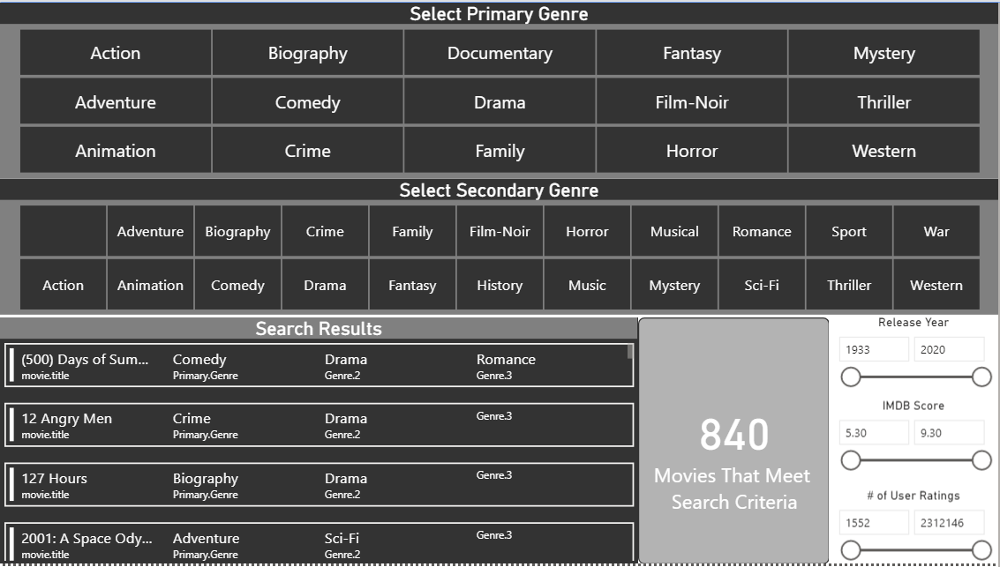 Select Primary Genre
Action Biography Documentary Fantasy Mystery
Adventure Comedy Drama Film-Noir Thriller
Animation Crime Family Horror Western
Select Secondary Genre
Adventure Biography Crime Family Film-Noir Horror Musical Romance Sport War
Action Animation Comedy Drama Fantasy History Music Mystery Sci-Fi Thriller Western
Search Results
(500) Days of Sum... Comedy Drama Romance
movie.title Primary.Genre Genre.2 Genre.3
12 Angry Men Crime Drama
movie.title Primary.Genre Genre.2 Genre.3
127 Hours Biography Drama
movie.title Primary.Genre Genre.2 Genre.3
2001: A Space Ody... Adventure Sci-Fi
movie.title Primary.Genre Genre.2 Genre.3
840
Movies That Meet
Search Criteria
Release Year
1933 2020
IMDB Score
5.30 9.30
# of User Ratings
1552 2312146